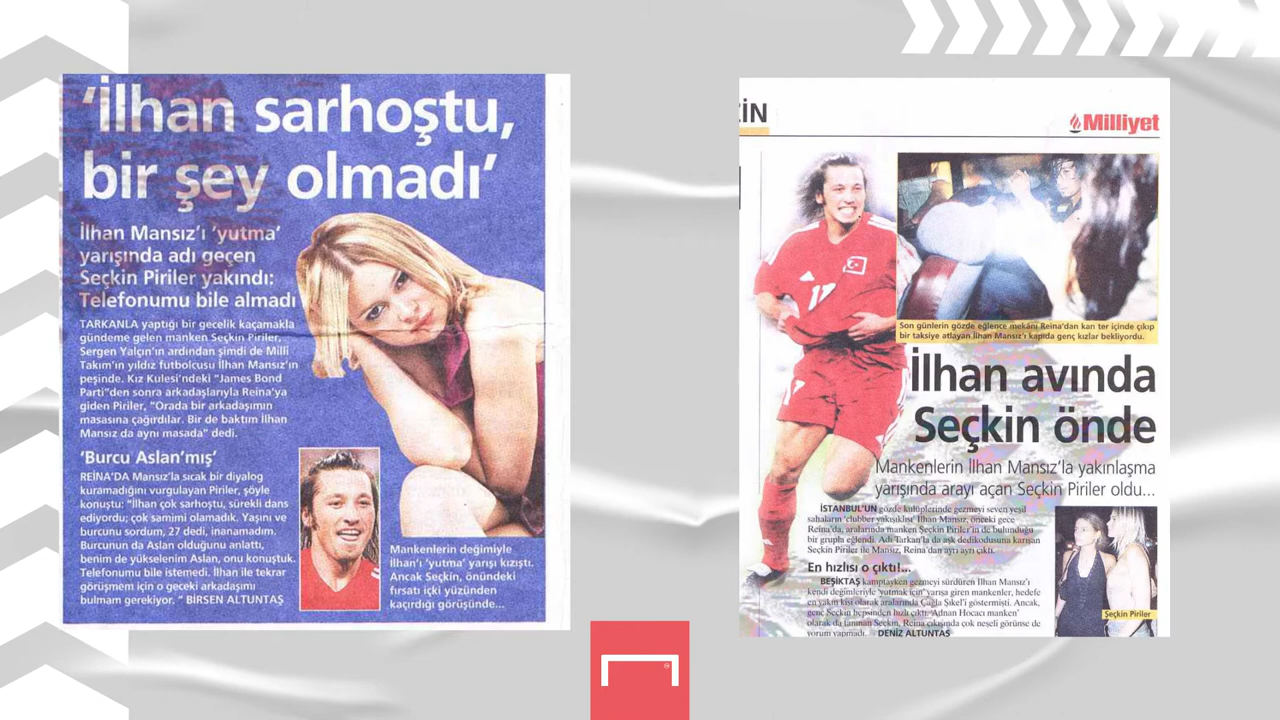 ‘İlhan sarhoştu,
bir şey olmadı’
İlhan Mansız’ı ‘yutma’
yarışında adı geçen
Seçkin Piriler yakındı:
Telefonumu bile almadı
TARKANLA yaptığı bir gecelik kaçamakla
gündeme gelen manken Seçkin Piriler,
Sergen Yalçın’ın ardından şimdi de Milli
Takım’ın yıldız futbolcusu İlhan Mansız’ın
peşinde. Kız Kulesi’ndeki “James Bond
Parti”den sonra arkadaşlarıyla Reina’ya
giden Piriler, “Orada bir arkadaşımın
masasına çağırdılar. Bir de baktım İlhan
Mansız da aynı masada” dedi.
‘Burcu Aslan’mış’
REİNA’DA Mansız’la sıcak bir diyalog
kuramadığını vurgulayan Piriler, şöyle
konuştu: “İlhan çok sarhoştu, sürekli dans
ediyordu; çok samimi olamadık. Yaşını ve
burcunu sordum, 27 dedi, inanamadım.
Burcunun da Aslan olduğunu anlattı,
benim de yükselenim Aslan, onu konuştuk.
Telefonumu bile istemedi. İlhan ile tekrar
görüşmem için o geceki arkadaşımı
bulmam gerekiyor. ” BİRSEN ALTUNTAŞ
Mankenlerin değimiyle
İlhan’ı ‘yutma’ yarışı kızıştı.
Ancak Seçkin, önündeki
fırsatı içki yüzünden
kaçırdığı görüşünde...
İN
Milliyet
Son günlerin gözde eğlence mekânı Reina’dan kan ter içinde çıkıp
bir taksiye atlayan İlhan Mansız’ı kapıda genç kızlar bekliyordu.
İlhan avında
Seçkin önde
Mankenlerin İlhan Mansız’la yakınlaşma
yarışında arayı açan Seçkin Piriler oldu...
İSTANBUL’UN gözde kulüplerinde gezmeyi seven yeşil
sahaların ‘clubber yakışıklısı’ İlhan Mansız, önceki gece
Reina’da, aralarında manken Seçkin Piriler’in de bulunduğu
bir grupla eğlendi. Adı Tarkan’la da aşk dedikodusuna karışan
Seçkin Piriler ile Mansız, Reina’dan ayrı ayrı çıktı.
En hızlısı o çıktı!...
BEŞİKTAŞ kamptayken gezmeyi sürdüren İlhan Mansız’ı
kendi değimleriyle ‘yutmak için’ yarışa giren mankenler, hedefe
en yakın kişi olarak aralarında Çağla Şıkel’i göstermişti. Ancak,
genç Seçkin hepsinden hızlı çıktı. ‘Adnan Hocacı manken’
olarak da tanınan Seçkin, Reina çıkışında çok neşeli görünse de
yorum yapmadı. DENİZ ALTUNTAŞ
Seçkin Piriler